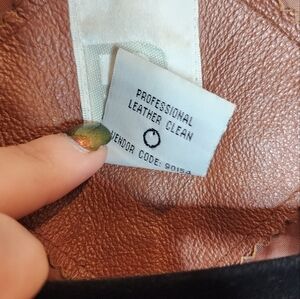 PROFESSIONAL
LEATHER CLEAN
VENDOR CODE: 90154